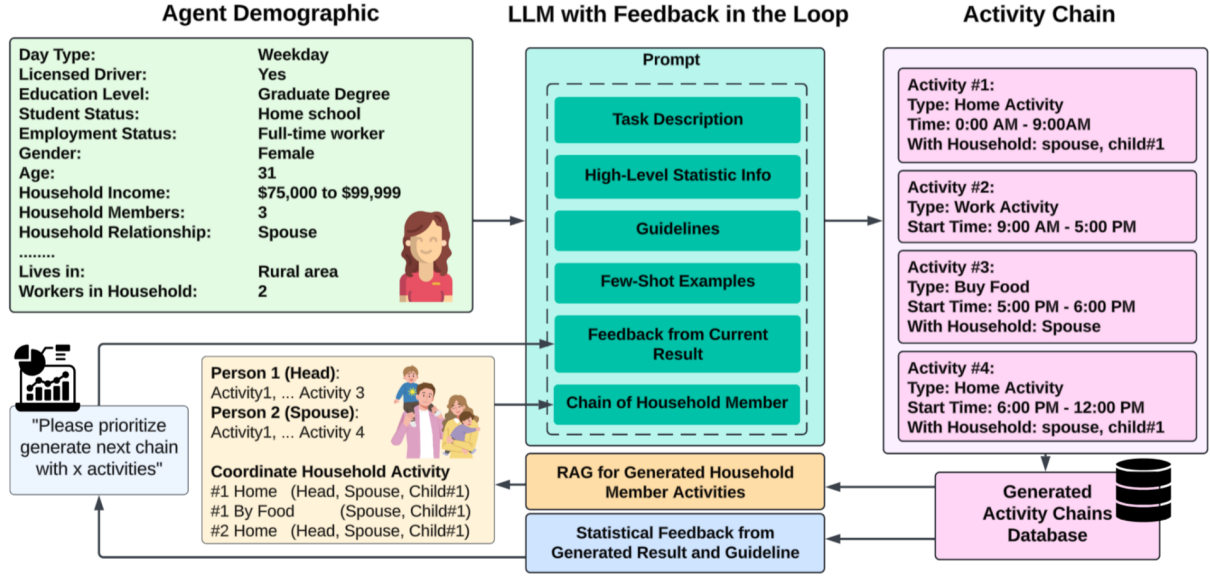 Agent Demographic
LLM with Feedback in the Loop
Activity Chain
Day Type: Weekday
Licensed Driver: Yes
Education Level: Graduate Degree
Student Status: Home school
Employment Status: Full-time worker
Gender: Female
Age: 31
Household Income: $75,000 to $99,999
Household Members: 3
Household Relationship: Spouse
........
Lives in: Rural area
Workers in Household: 2
Prompt
Task Description
High-Level Statistic Info
Guidelines
Few-Shot Examples
Feedback from Current
Result
Chain of Household Member
Activity #1:
Type: Home Activity
Time: 0:00 AM - 9:00AM
With Household: spouse, child#1
Activity #2:
Type: Work Activity
Start Time: 9:00 AM - 5:00 PM
Activity #3:
Type: Buy Food
Start Time: 5:00 PM - 6:00 PM
With Household: Spouse
Activity #4:
Type: Home Activity
Start Time: 6:00 PM - 12:00 PM
With Household: spouse, child#1
"Please prioritize
generate next chain
with x activities"
Person 1 (Head):
Activity1, ... Activity 3
Person 2 (Spouse):
Activity1, ... Activity 4
Coordinate Household Activity
#1 Home (Head, Spouse, Child#1)
#1 By Food (Spouse, Child#1)
#2 Home (Head, Spouse, Child#1)
RAG for Generated Household
Member Activities
Statistical Feedback from
Generated Result and Guideline
Generated
Activity Chains
Database